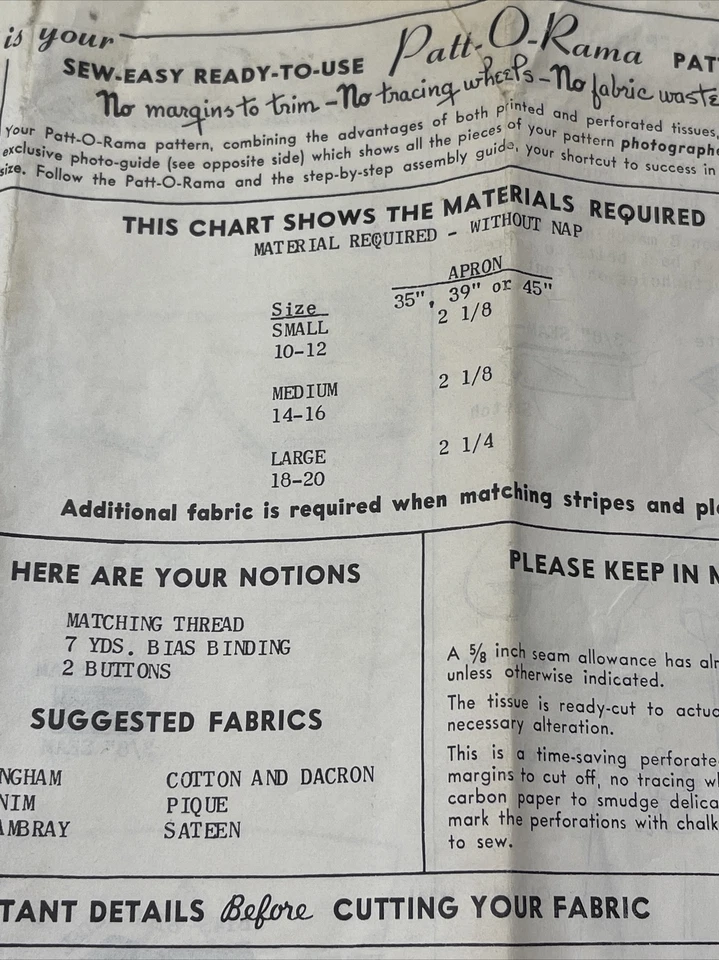 is your
SEW-EASY READY-TO-USE Patt-O-Rama PATT
No margins to trim - No tracing wheels - No fabric waste
Your Patt-O-Rama pattern, combining the advantages of both printed and perforated tissues,
exclusive photo-guide (see opposite side) which shows all the pieces of your pattern photograph
size. Follow the Patt-O-Rama and the step-by-step assembly guide, your shortcut to success in
THIS CHART SHOWS THE MATERIALS REQUIRED
MATERIAL REQUIRED - WITHOUT NAP
APRON
Size 35", 39" or 45"
SMALL 2 1/8
10-12
MEDIUM 2 1/8
14-16
LARGE 2 1/4
18-20
Additional fabric is required when matching stripes and pl
HERE ARE YOUR NOTIONS
MATCHING THREAD
7 YDS. BIAS BINDING
2 BUTTONS
SUGGESTED FABRICS
NGHAM COTTON AND DACRON
NIM PIQUE
AMBRAY SATEEN
PLEASE KEEP IN M
A 5/8 inch seam allowance has alr
unless otherwise indicated.
The tissue is ready-cut to actua
necessary alteration.
This is a time-saving perforate
margins to cut off, no tracing wh
carbon paper to smudge delica
mark the perforations with chalk
to sew.
TANT DETAILS Before CUTTING YOUR FABRIC